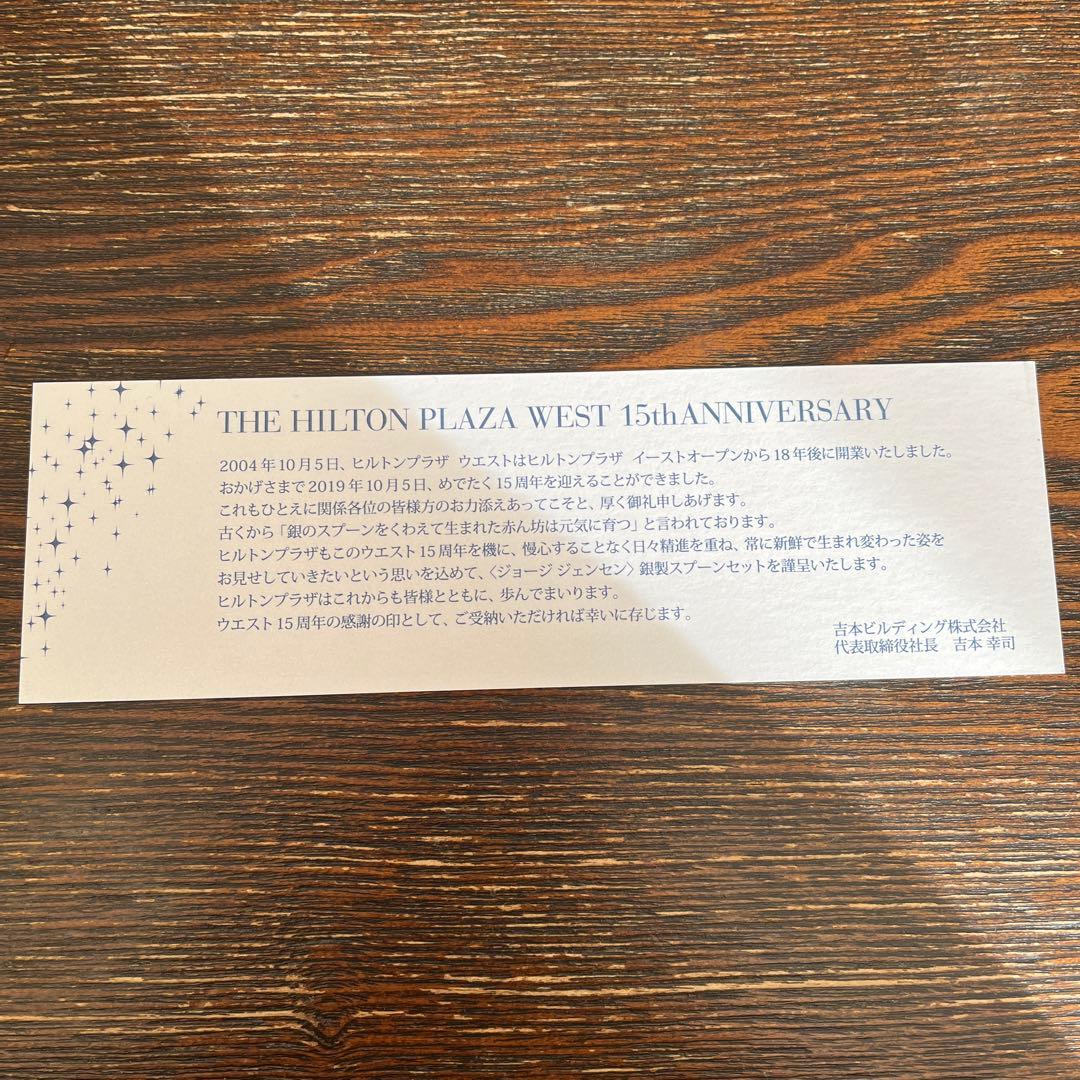 THE HILTON PLAZA WEST 15thANNIVERSARY
2004年10月5日、ヒルトンプラザ ウエストはヒルトンプラザ イーストオープンから18年後に開業いたしました。
おかげさまで2019年10月5日、めでたく15周年を迎えることができました。
これもひとえに関係各位の皆様方のお力添えあってこそと、厚く御礼申しあげます。
古くから「銀のスプーンをくわえて生まれた赤ん坊は元気に育つ」と言われております。
ヒルトンプラザもこのウエスト15周年を機に、慢心することなく日々精進を重ね、常に新鮮で生まれ変わった姿を
お見せしていきたいという思いを込めて、〈ジョージ ジェンセン〉銀製スプーンセットを謹呈いたします。
ヒルトンプラザはこれからも皆様とともに、歩んでまいります。
ウエスト15周年の感謝の印として、ご受納いただければ幸いに存じます。
吉本ビルディング株式会社
代表取締役社長 吉本 幸司